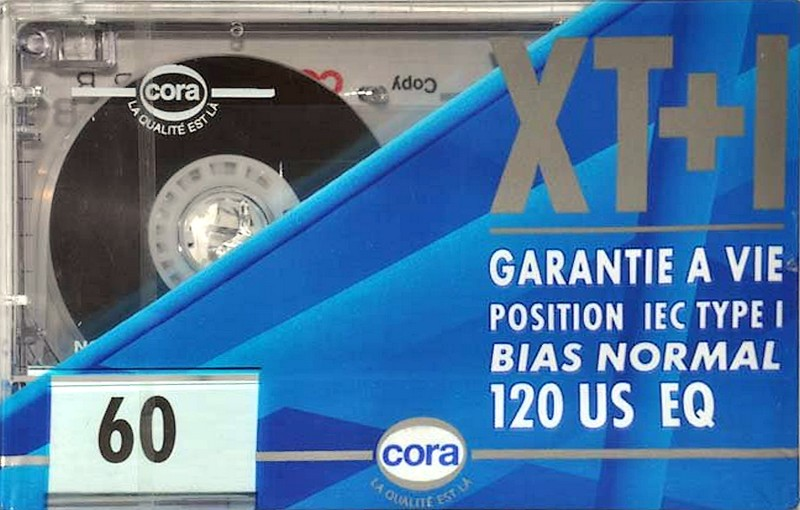 cora
LA QUALITÉ EST LÀ
Copy
XT+I
GARANTIE A VIE
POSITION IEC TYPE I
BIAS NORMAL
120 US EQ
60
cora
LA QUALITÉ EST LÀ